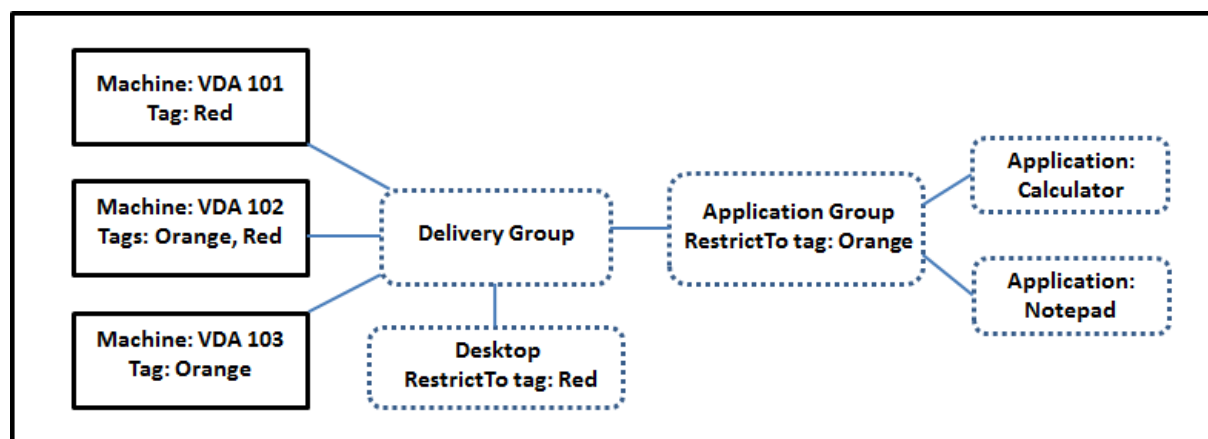 Machine: VDA 101
Tag: Red
Machine: VDA 102
Tags: Orange, Red
Machine: VDA 103
Tag: Orange
Delivery Group
Desktop
RestrictTo tag: Red
Application Group
RestrictTo tag: Orange
Application:
Calculator
Application:
Notepad